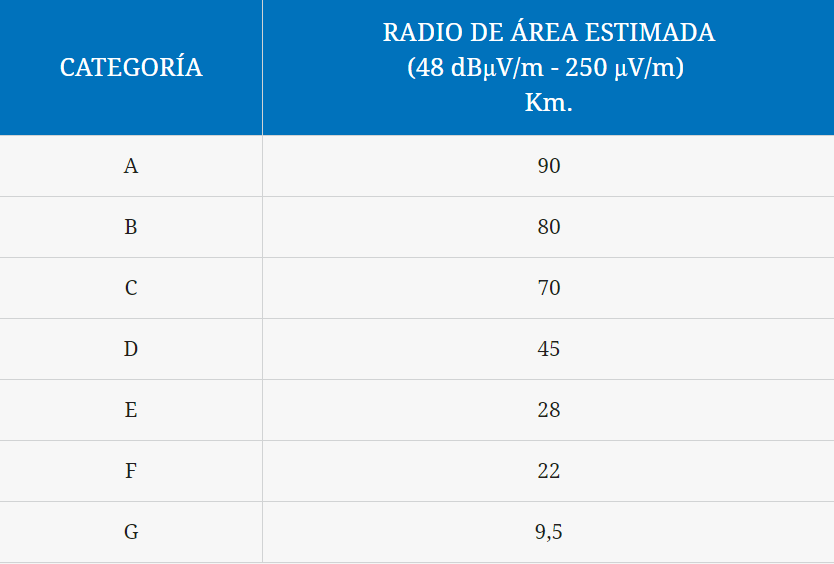 CATEGORÍA
RADIO DE ÁREA ESTIMADA
(48 dBµV/m - 250 µV/m)
Km.
A 90
B 80
C 70
D 45
E 28
F 22
G 9,5